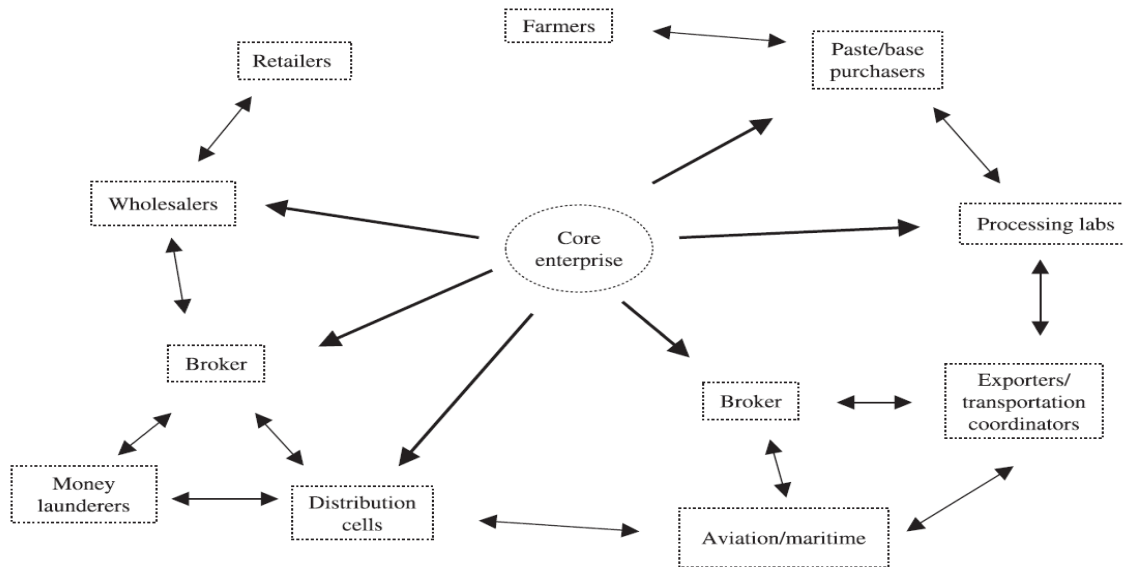 Farmers
Paste/base
purchasers
Retailers
Wholesalers
Core
enterprise
Processing labs
Broker
Broker
Exporters/
transportation
coordinators
Money
launderers
Distribution
cells
Aviation/maritime